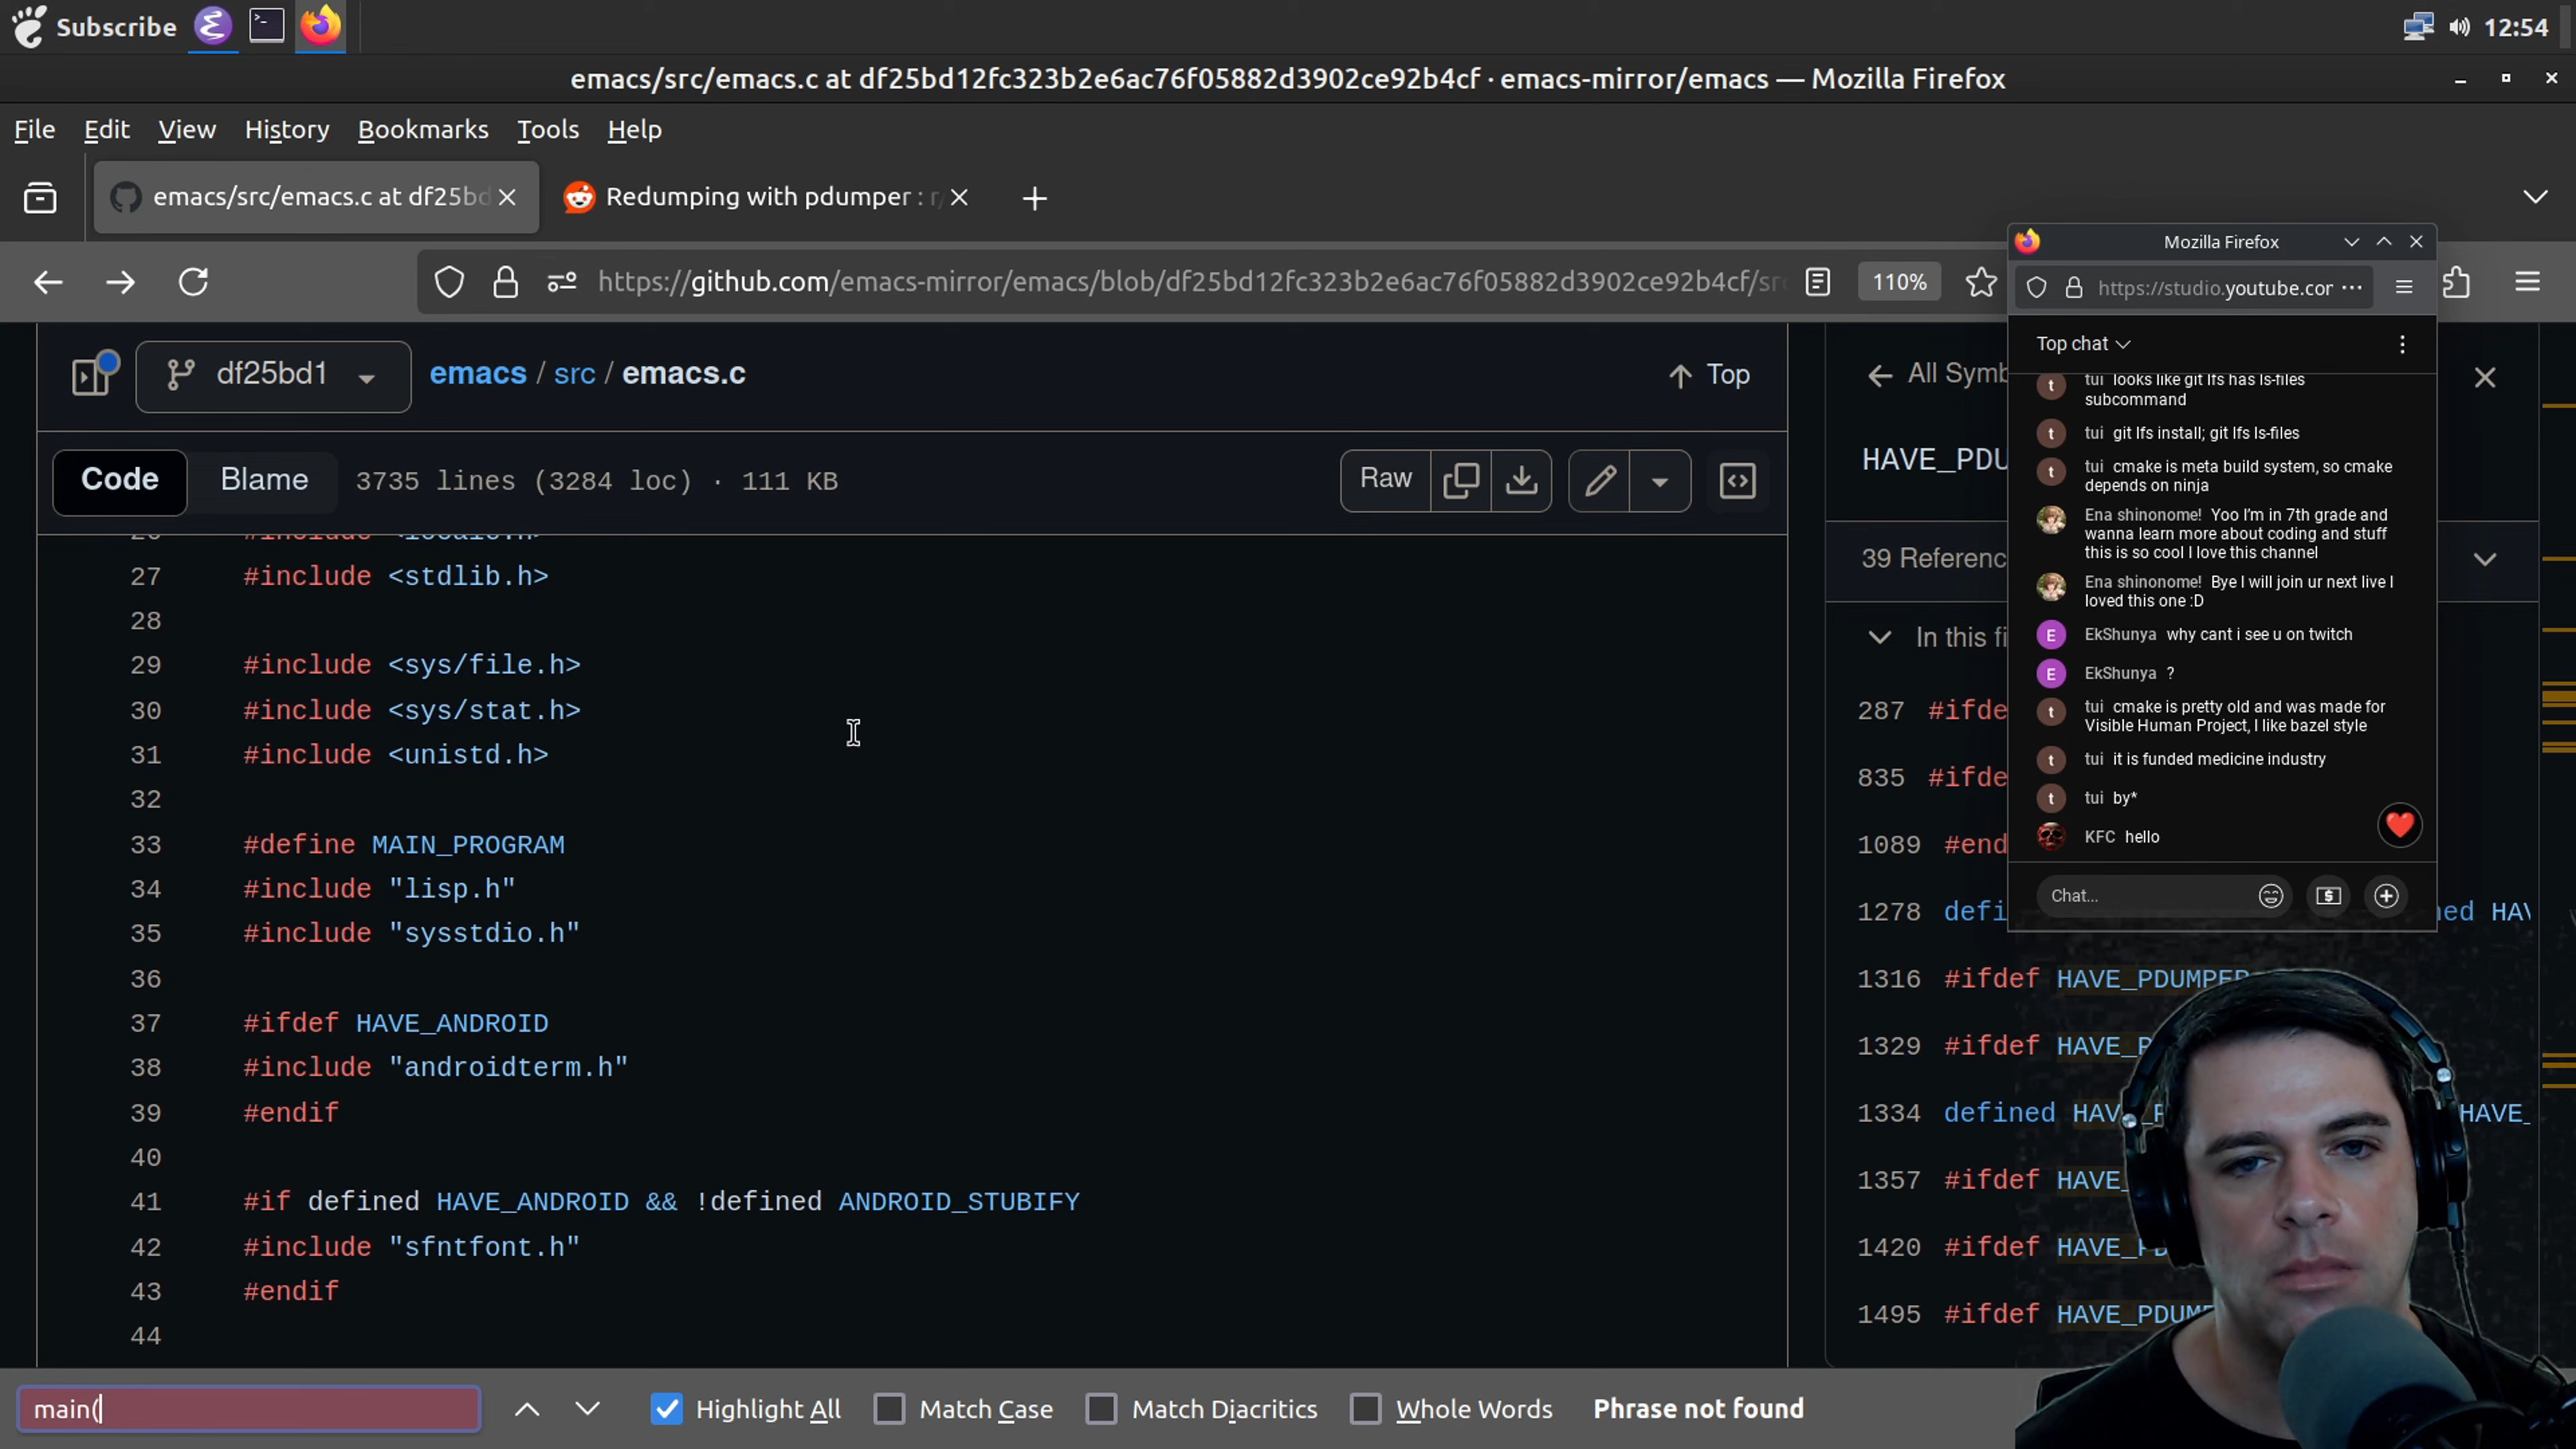 Subscribe
12:54
emacs/src/emacs.c at df25bd12fc323b2e6ac76f05882d3902ce92b4cf · emacs-mirror/emacs — Mozilla Firefox
File Edit View History Bookmarks Tools Help
emacs/src/emacs.c at df25bd
Redumping with pdumper : r/
https://github.com/emacs-mirror/emacs/blob/df25bd12fc323b2e6ac76f05882d3902ce92b4cf/src
110%
df25bd1
emacs / src / emacs.c
Top
Code Blame 3735 lines (3284 loc) · 111 KB
Raw
27 #include <stdlib.h>
28
29 #include <sys/file.h>
30 #include <sys/stat.h>
31 #include <unistd.h>
32
33 #define MAIN_PROGRAM
34 #include "lisp.h"
35 #include "sysstdio.h"
36
37 #ifdef HAVE_ANDROID
38 #include "androidterm.h"
39 #endif
40
41 #if defined HAVE_ANDROID && !defined ANDROID_STUBIFY
42 #include "sfntfont.h"
43 #endif
44
All Symb
HAVE_PDU
39 Referenc
In this fi
287 #ifde
835 #ifde
1089 #end
1278 defi ned HA
1316 #ifdef HAVE_PDUMPER
1329 #ifdef HAVE_P
1334 defined HAV HAVE_
1357 #ifdef HAVE_
1420 #ifdef HAVE_PD
1495 #ifdef HAVE_PDUMP
Mozilla Firefox
https://studio.youtube.cor ···
Top chat
tui looks like git lfs has ls-files
subcommand
tui git lfs install; git lfs ls-files
tui cmake is meta build system, so cmake
depends on ninja
Ena shinonome! Yoo I'm in 7th grade and
wanna learn more about coding and stuff
this is so cool I love this channel
Ena shinonome! Bye I will join ur next live I
loved this one :D
EkShunya why cant i see u on twitch
EkShunya ?
tui cmake is pretty old and was made for
Visible Human Project, I like bazel style
tui it is funded medicine industry
tui by*
KFC hello
Chat...
main(
Highlight All
Match Case
Match Diacritics
Whole Words
Phrase not found